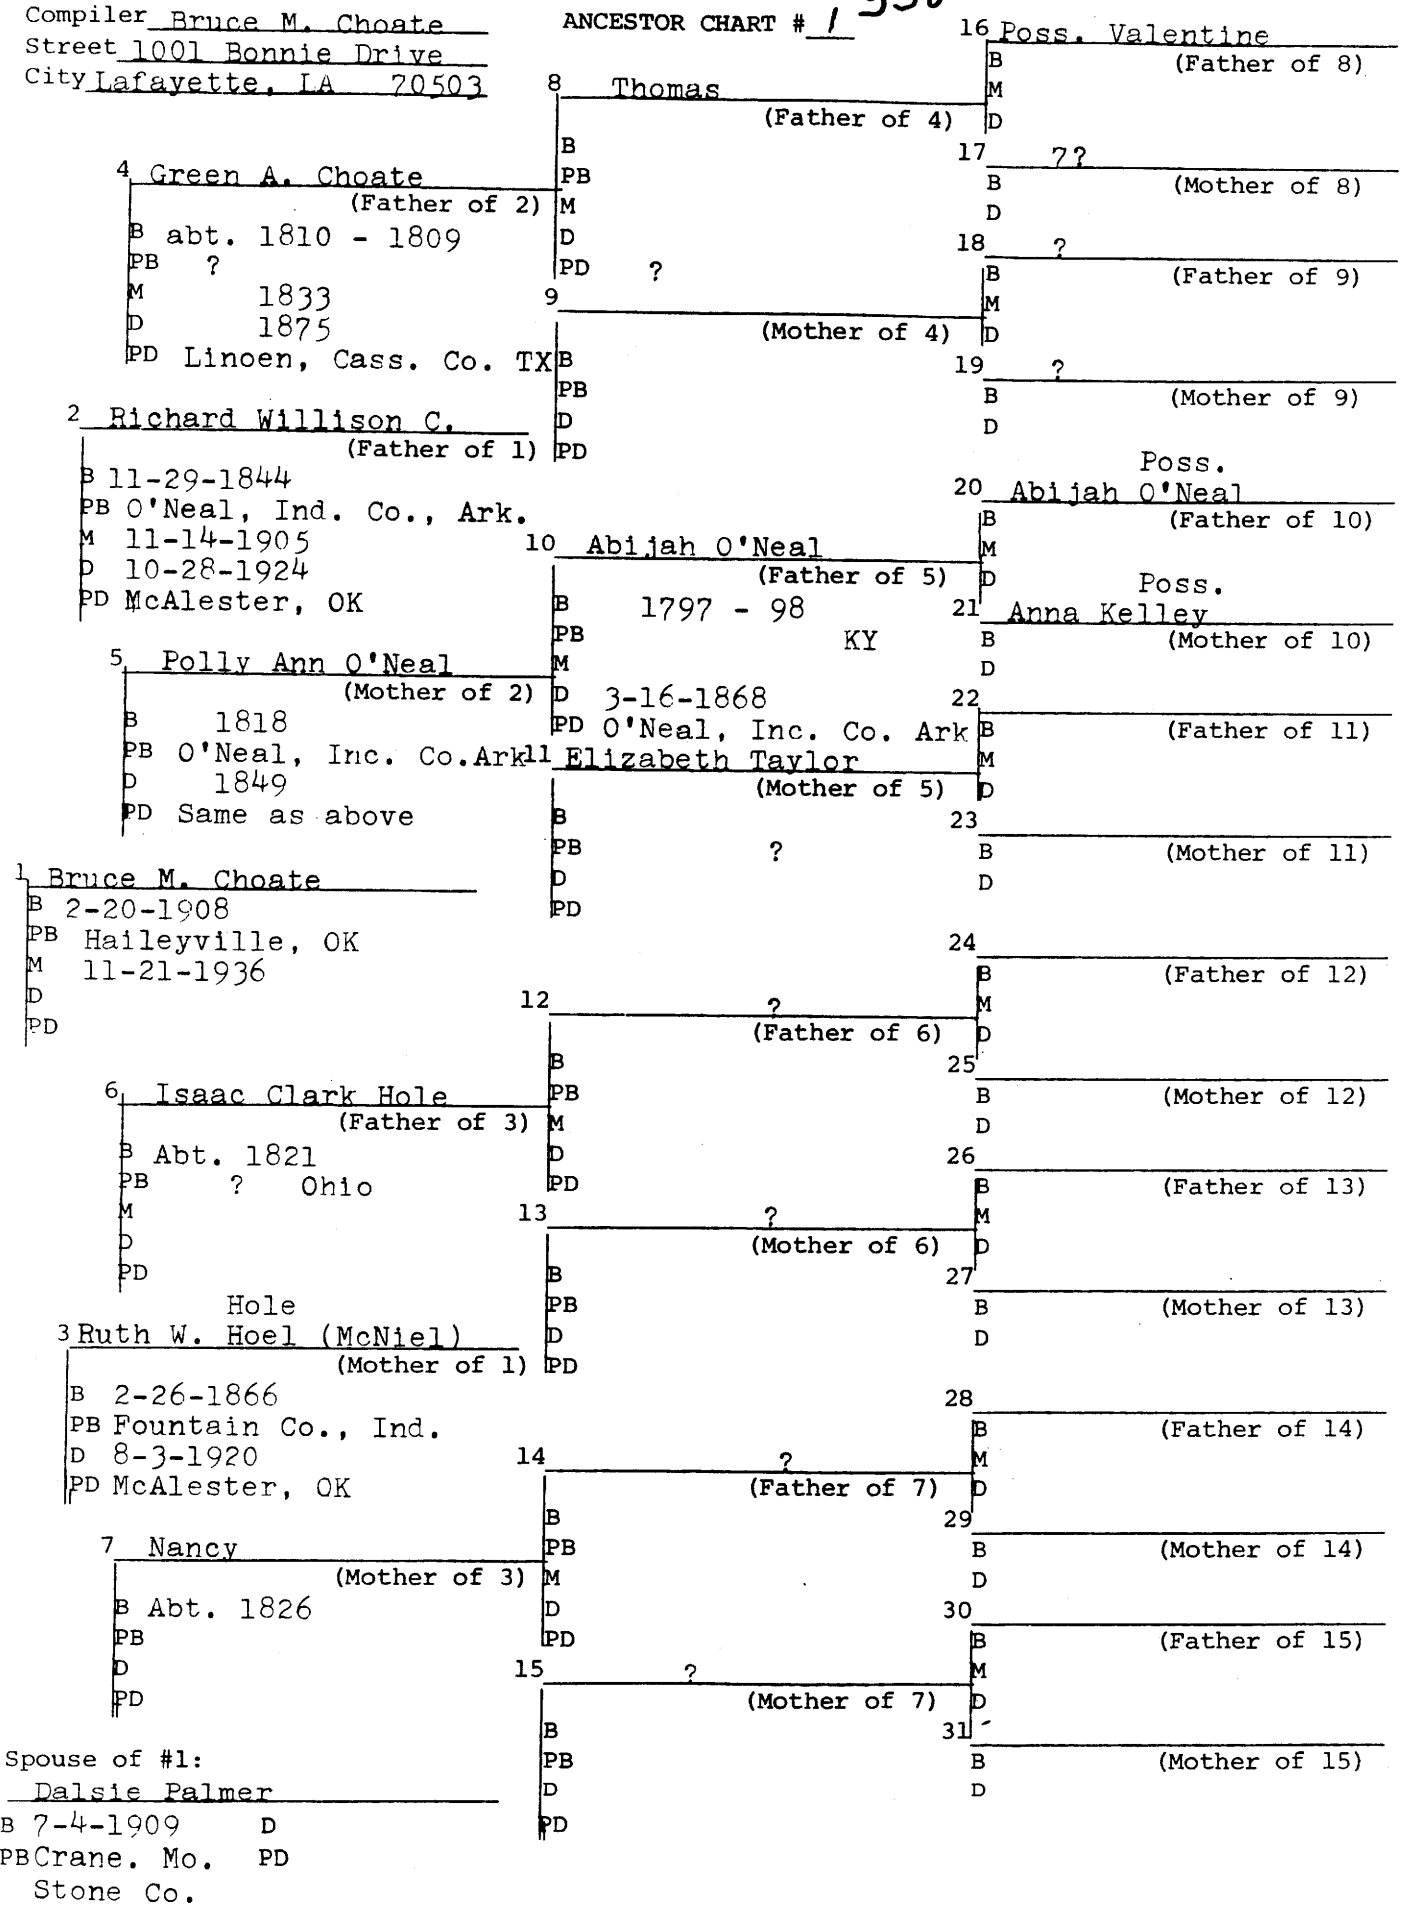 Compiler Bruce M. Choate
Street 1001 Bonnie Drive
City Lafayette, LA 70503
ANCESTOR CHART # 1
16 Poss. Valentine
(Father of 8)
B
M
D
8 Thomas
(Father of 4)
B
PB
M
D
PD ?
17 ??
(Mother of 8)
B
D
4 Green A. Choate
(Father of 2)
B abt. 1810 - 1809
PB ?
M 1833
D 1875
PD Linoen, Cass. Co. TX
18 ?
(Father of 9)
B
M
D
9
(Mother of 4)
B
PB
D
PD
19 ?
(Mother of 9)
B
D
2 Richard Willison C.
(Father of 1)
B 11-29-1844
PB O'Neal, Ind. Co., Ark.
M 11-14-1905
D 10-28-1924
PD McAlester, OK
Poss.
20 Abijah O'Neal
(Father of 10)
B
M
D
10 Abijah O'Neal
(Father of 5)
B 1797 - 98
PB KY
M
D 3-16-1868
PD O'Neal, Inc. Co. Ark
Poss.
21 Anna Kelley
(Mother of 10)
B
D
5 Polly Ann O'Neal
(Mother of 2)
B 1818
PB O'Neal, Inc. Co.Ark
D 1849
PD Same as above
22
(Father of 11)
B
M
D
11 Elizabeth Taylor
(Mother of 5)
B
PB ?
D
PD
23
(Mother of 11)
B
D
1 Bruce M. Choate
B 2-20-1908
PB Haileyville, OK
M 11-21-1936
D
PD
24
(Father of 12)
B
M
D
12 ?
(Father of 6)
B
PB
M
D
PD
25
(Mother of 12)
B
D
6 Isaac Clark Hole
(Father of 3)
B Abt. 1821
PB ? Ohio
M
D
PD
26
(Father of 13)
B
M
D
13 ?
(Mother of 6)
B
PB
D
PD
27
(Mother of 13)
B
D
Hole
3 Ruth W. Hoel (McNiel)
(Mother of 1)
B 2-26-1866
PB Fountain Co., Ind.
D 8-3-1920
PD McAlester, OK
28
(Father of 14)
B
M
D
14 ?
(Father of 7)
B
PB
M
D
PD
29
(Mother of 14)
B
D
7 Nancy
(Mother of 3)
B Abt. 1826
PB
D
PD
30
(Father of 15)
B
M
D
15 ?
(Mother of 7)
B
PB
D
PD
31
(Mother of 15)
B
D
Spouse of #1:
Dalsie Palmer
B 7-4-1909 D
PB Crane. Mo. PD
Stone Co.